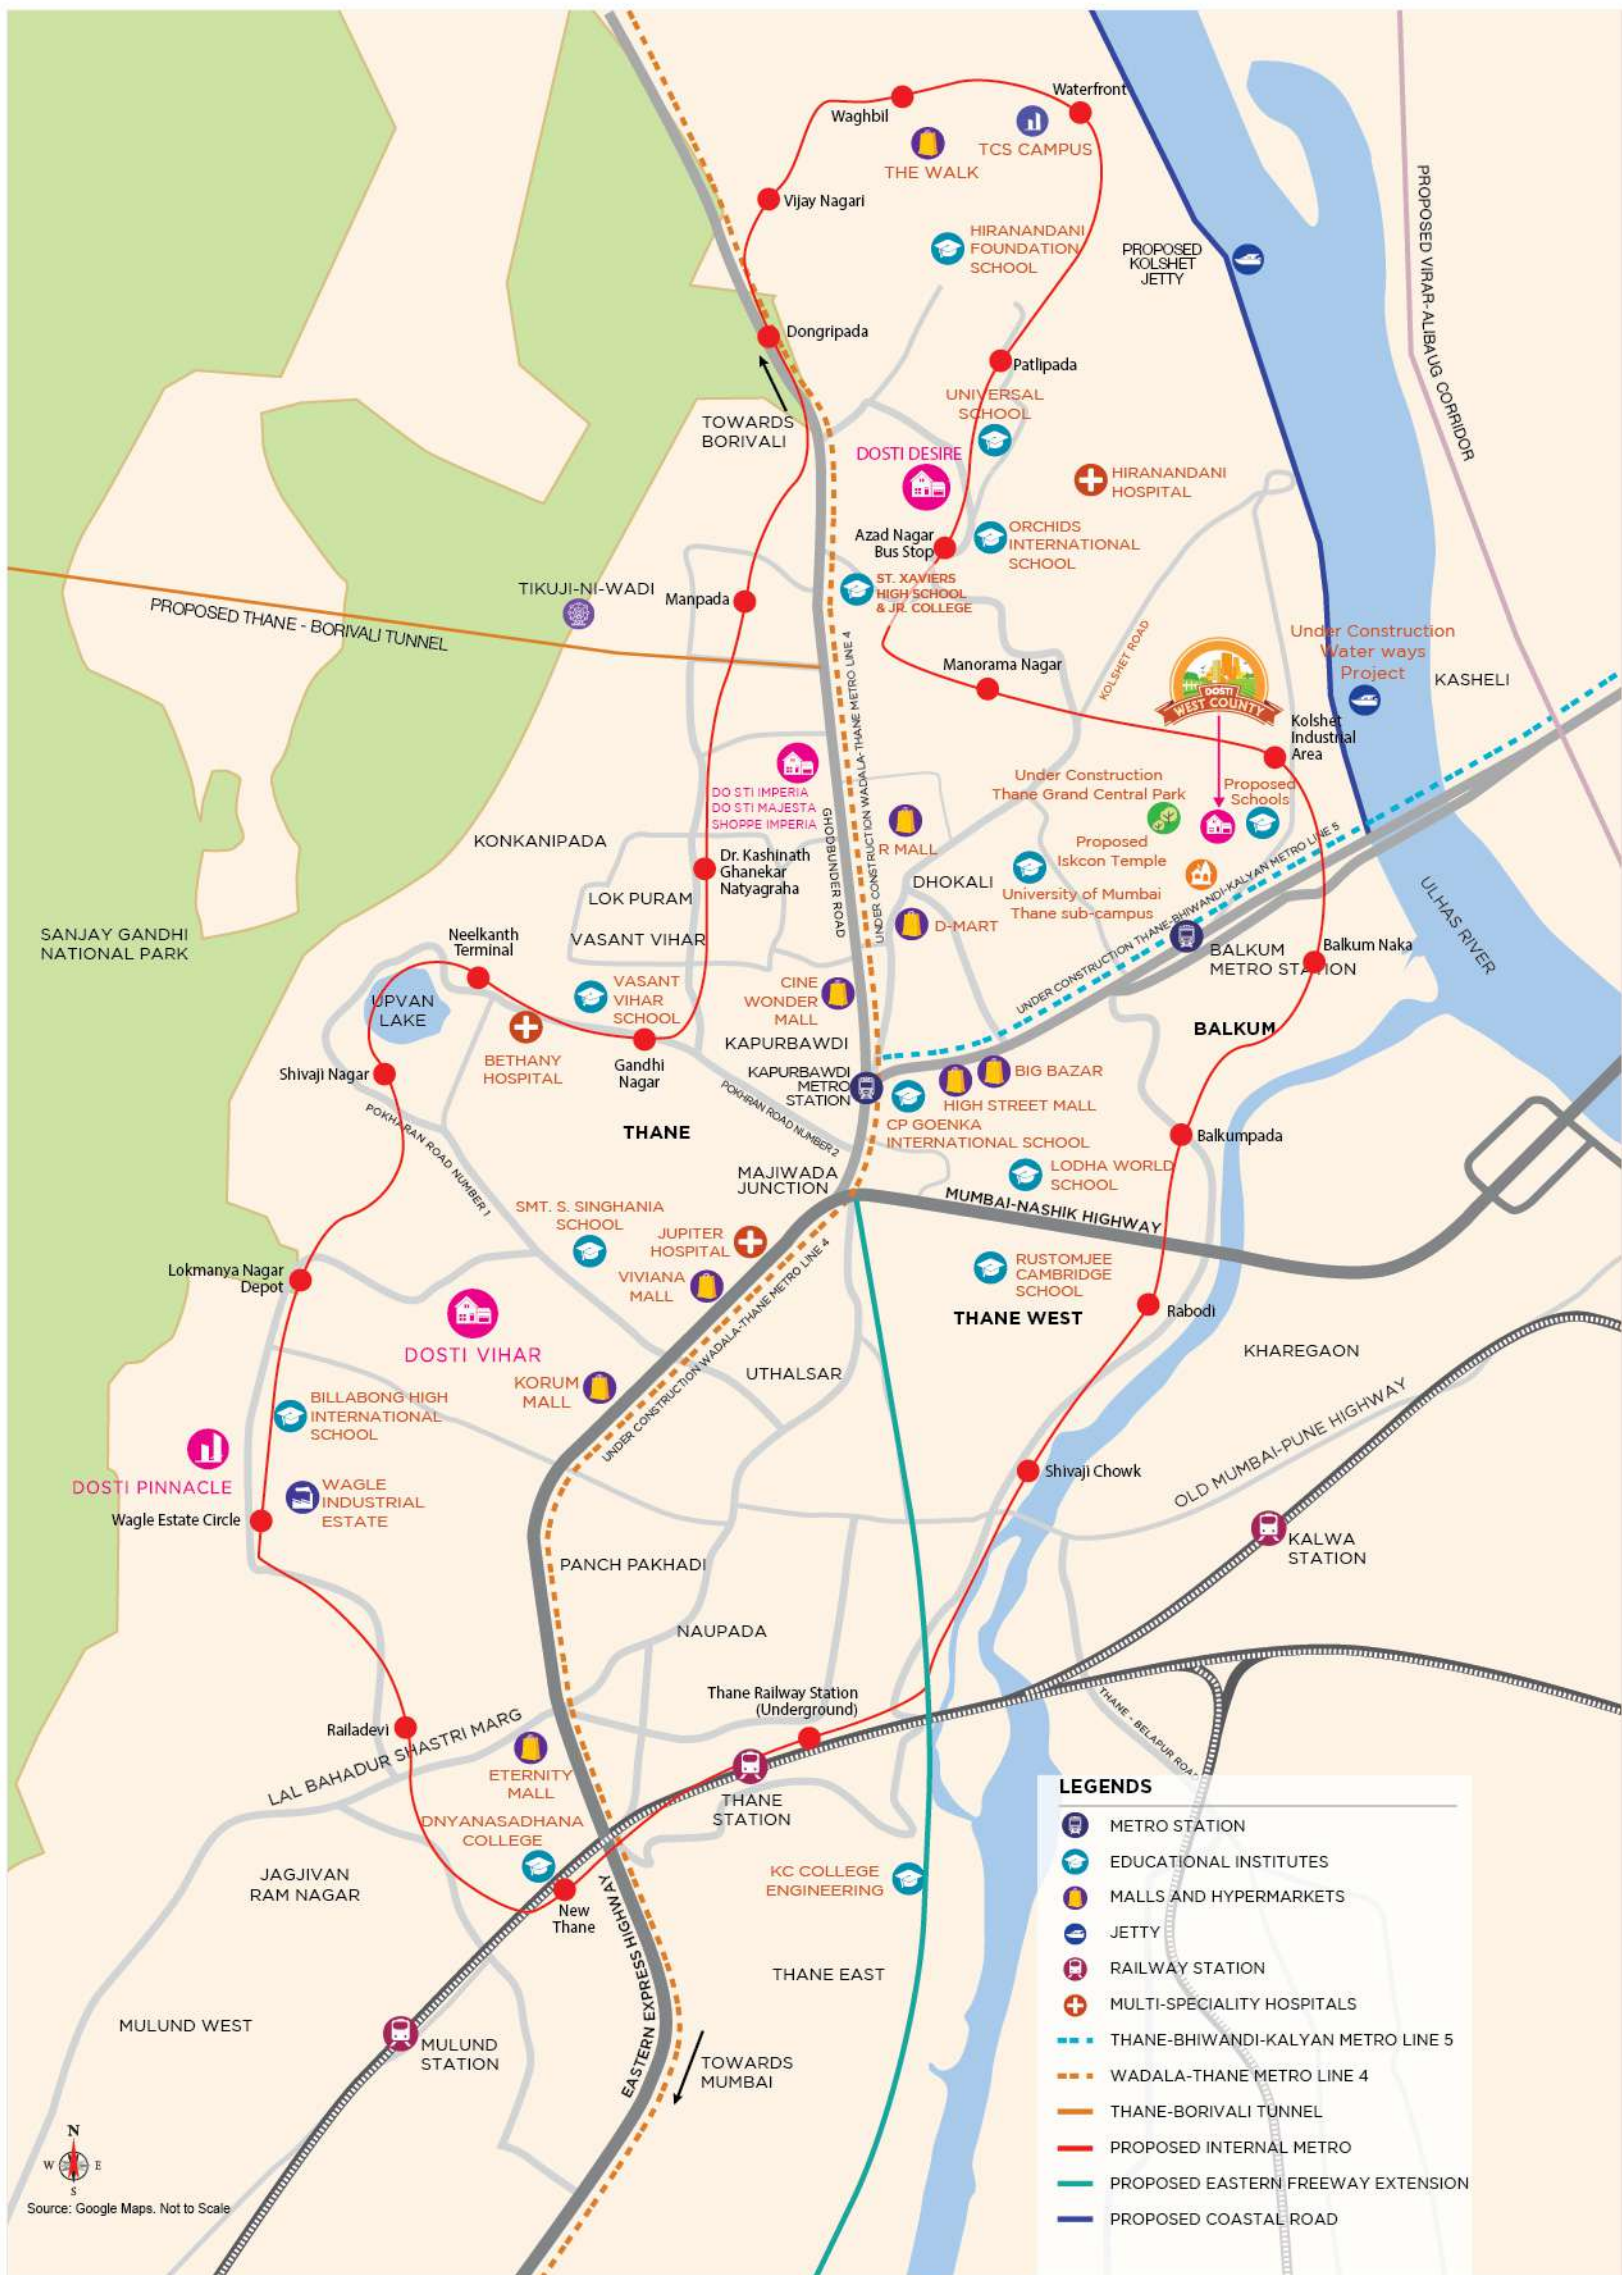 Waterfront
Waghbil
TCS CAMPUS
THE WALK
Vijay Nagari
HIRANANDANI
FOUNDATION
SCHOOL
PROPOSED
KOLSHET
JETTY
PROPOSED VIRAR-ALIBAUG CORRIDOR
Dongripada
Patlipada
UNIVERSAL
SCHOOL
TOWARDS
BORIVALI
DOSTI DESIRE
HIRANANDANI
HOSPITAL
Azad Nagar
Bus Stop
ORCHIDS
INTERNATIONAL
SCHOOL
ST. XAVIERS
HIGH SCHOOL
& JR. COLLEGE
TIKUJI-NI-WADI
Manpada
PROPOSED THANE - BORIVALI TUNNEL
UNDER CONSTRUCTION WADALA-THANE METRO LINE 4
Manorama Nagar
KOLSHET ROAD
DOSTI
WEST COUNTY
Under Construction
Water ways
Project
KASHELI
Kolshet
Industrial
Area
DO STI IMPERIA
DO STI MAJESTA
SHOPPE IMPERIA
GHODBUNDER ROAD
Under Construction
Thane Grand Central Park
Proposed
Schools
R MALL
Proposed
Iskcon Temple
KONKANIPADA
Dr. Kashinath
Ghanekar
Natyagraha
DHOKALI
University of Mumbai
Thane sub-campus
UNDER CONSTRUCTION THANE-BHIWANDI-KALYAN METRO LINE 5
ULHAS RIVER
LOK PURAM
D-MART
SANJAY GANDHI
NATIONAL PARK
Neelkanth
Terminal
VASANT VIHAR
BALKUM
METRO STATION
Balkum Naka
VASANT
VIHAR
SCHOOL
CINE
WONDER
MALL
UPVAN
LAKE
BALKUM
KAPURBAWDI
BETHANY
HOSPITAL
Gandhi
Nagar
Shivaji Nagar
KAPURBAWDI
METRO
STATION
BIG BAZAR
HIGH STREET MALL
POKHARAN ROAD NUMBER 1
POKHRAN ROAD NUMBER 2
CP GOENKA
INTERNATIONAL SCHOOL
THANE
Balkumpada
MAJIWADA
JUNCTION
LODHA WORLD
SCHOOL
MUMBAI-NASHIK HIGHWAY
SMT. S. SINGHANIA
SCHOOL
JUPITER
HOSPITAL
VIVIANA
MALL
UNDER CONSTRUCTION WADALA-THANE METRO LINE 4
RUSTOMJEE
CAMBRIDGE
SCHOOL
Lokmanya Nagar
Depot
THANE WEST
Rabodi
DOSTI VIHAR
KHAREGAON
UTHALSAR
KORUM
MALL
BILLABONG HIGH
INTERNATIONAL
SCHOOL
OLD MUMBAI-PUNE HIGHWAY
DOSTI PINNACLE
Shivaji Chowk
WAGLE
INDUSTRIAL
ESTATE
Wagle Estate Circle
KALWA
STATION
PANCH PAKHADI
NAUPADA
Thane Railway Station
(Underground)
THANE - BELAPUR ROAD
Railadevi
LAL BAHADUR SHASTRI MARG
ETERNITY
MALL
THANE
STATION
DNYANASADHANA
COLLEGE
JAGJIVAN
RAM NAGAR
KC COLLEGE
ENGINEERING
New
Thane
EASTERN EXPRESS HIGHWAY
THANE EAST
MULUND WEST
MULUND
STATION
TOWARDS
MUMBAI
LEGENDS
METRO STATION
EDUCATIONAL INSTITUTES
MALLS AND HYPERMARKETS
JETTY
RAILWAY STATION
MULTI-SPECIALITY HOSPITALS
THANE-BHIWANDI-KALYAN METRO LINE 5
WADALA-THANE METRO LINE 4
THANE-BORIVALI TUNNEL
PROPOSED INTERNAL METRO
PROPOSED EASTERN FREEWAY EXTENSION
PROPOSED COASTAL ROAD
N
W E
S
Source: Google Maps. Not to Scale